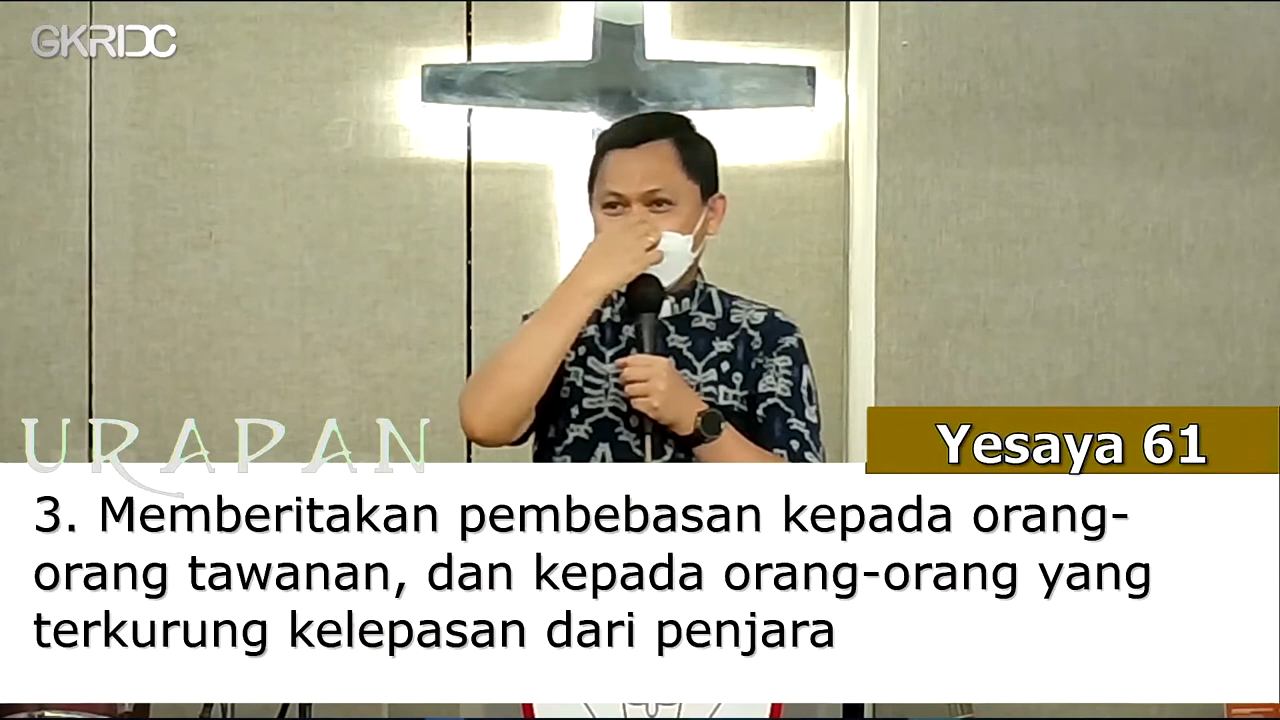 GKRIDC
URAPAN
Yesaya 61
3. Memberitakan pembebasan kepada orang-
orang tawanan, dan kepada orang-orang yang
terkurung kelepasan dari penjara